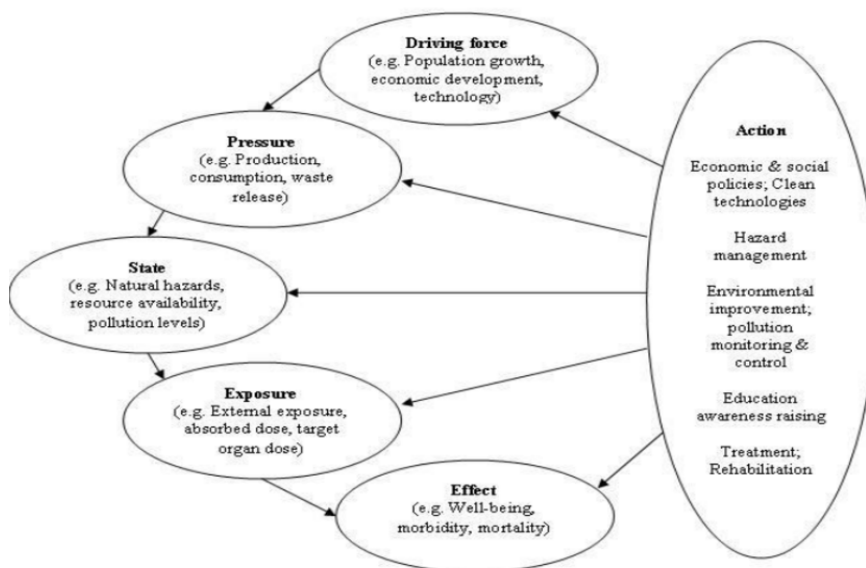 Driving force
(e.g. Population growth,
economic development,
technology)
Pressure
(e.g. Production,
consumption, waste
release)
State
(e.g. Natural hazards,
resource availability,
pollution levels)
Exposure
(e.g. External exposure,
absorbed dose, target
organ dose)
Effect
(e.g. Well-being,
morbidity, mortality)
Action
Economic & social
policies; Clean
technologies
Hazard
management
Environmental
improvement;
pollution
monitoring &
control
Education
awareness raising
Treatment;
Rehabilitation